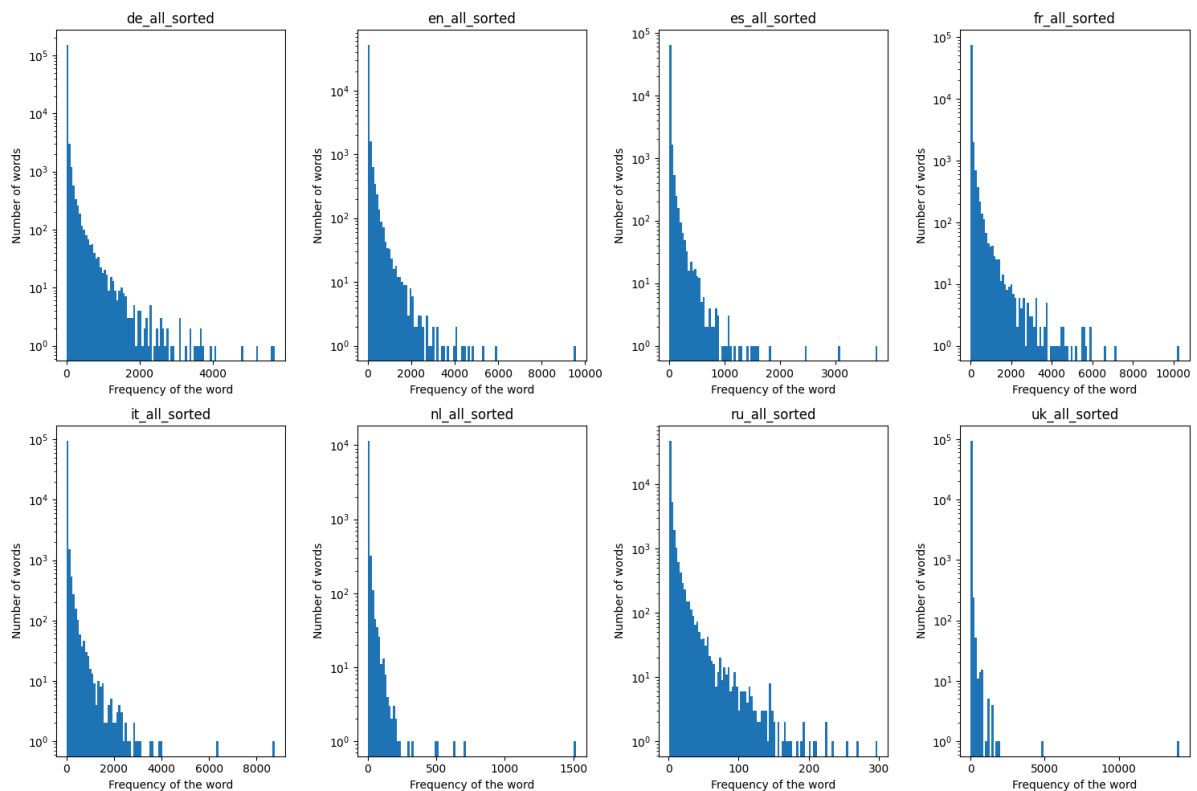 de_all_sorted
Number of words
10^5
10^4
10^3
10^2
10^1
10^0
0 2000 4000
Frequency of the word
en_all_sorted
Number of words
10^4
10^3
10^2
10^1
10^0
0 2000 4000 6000 8000 10000
Frequency of the word
es_all_sorted
Number of words
10^5
10^4
10^3
10^2
10^1
10^0
0 1000 2000 3000
Frequency of the word
fr_all_sorted
Number of words
10^5
10^4
10^3
10^2
10^1
10^0
0 2000 4000 6000 8000 10000
Frequency of the word
it_all_sorted
Number of words
10^5
10^4
10^3
10^2
10^1
10^0
0 2000 4000 6000 8000
Frequency of the word
nl_all_sorted
Number of words
10^4
10^3
10^2
10^1
10^0
0 500 1000 1500
Frequency of the word
ru_all_sorted
Number of words
10^4
10^3
10^2
10^1
10^0
0 100 200 300
Frequency of the word
uk_all_sorted
Number of words
10^5
10^4
10^3
10^2
10^1
10^0
0 5000 10000
Frequency of the word